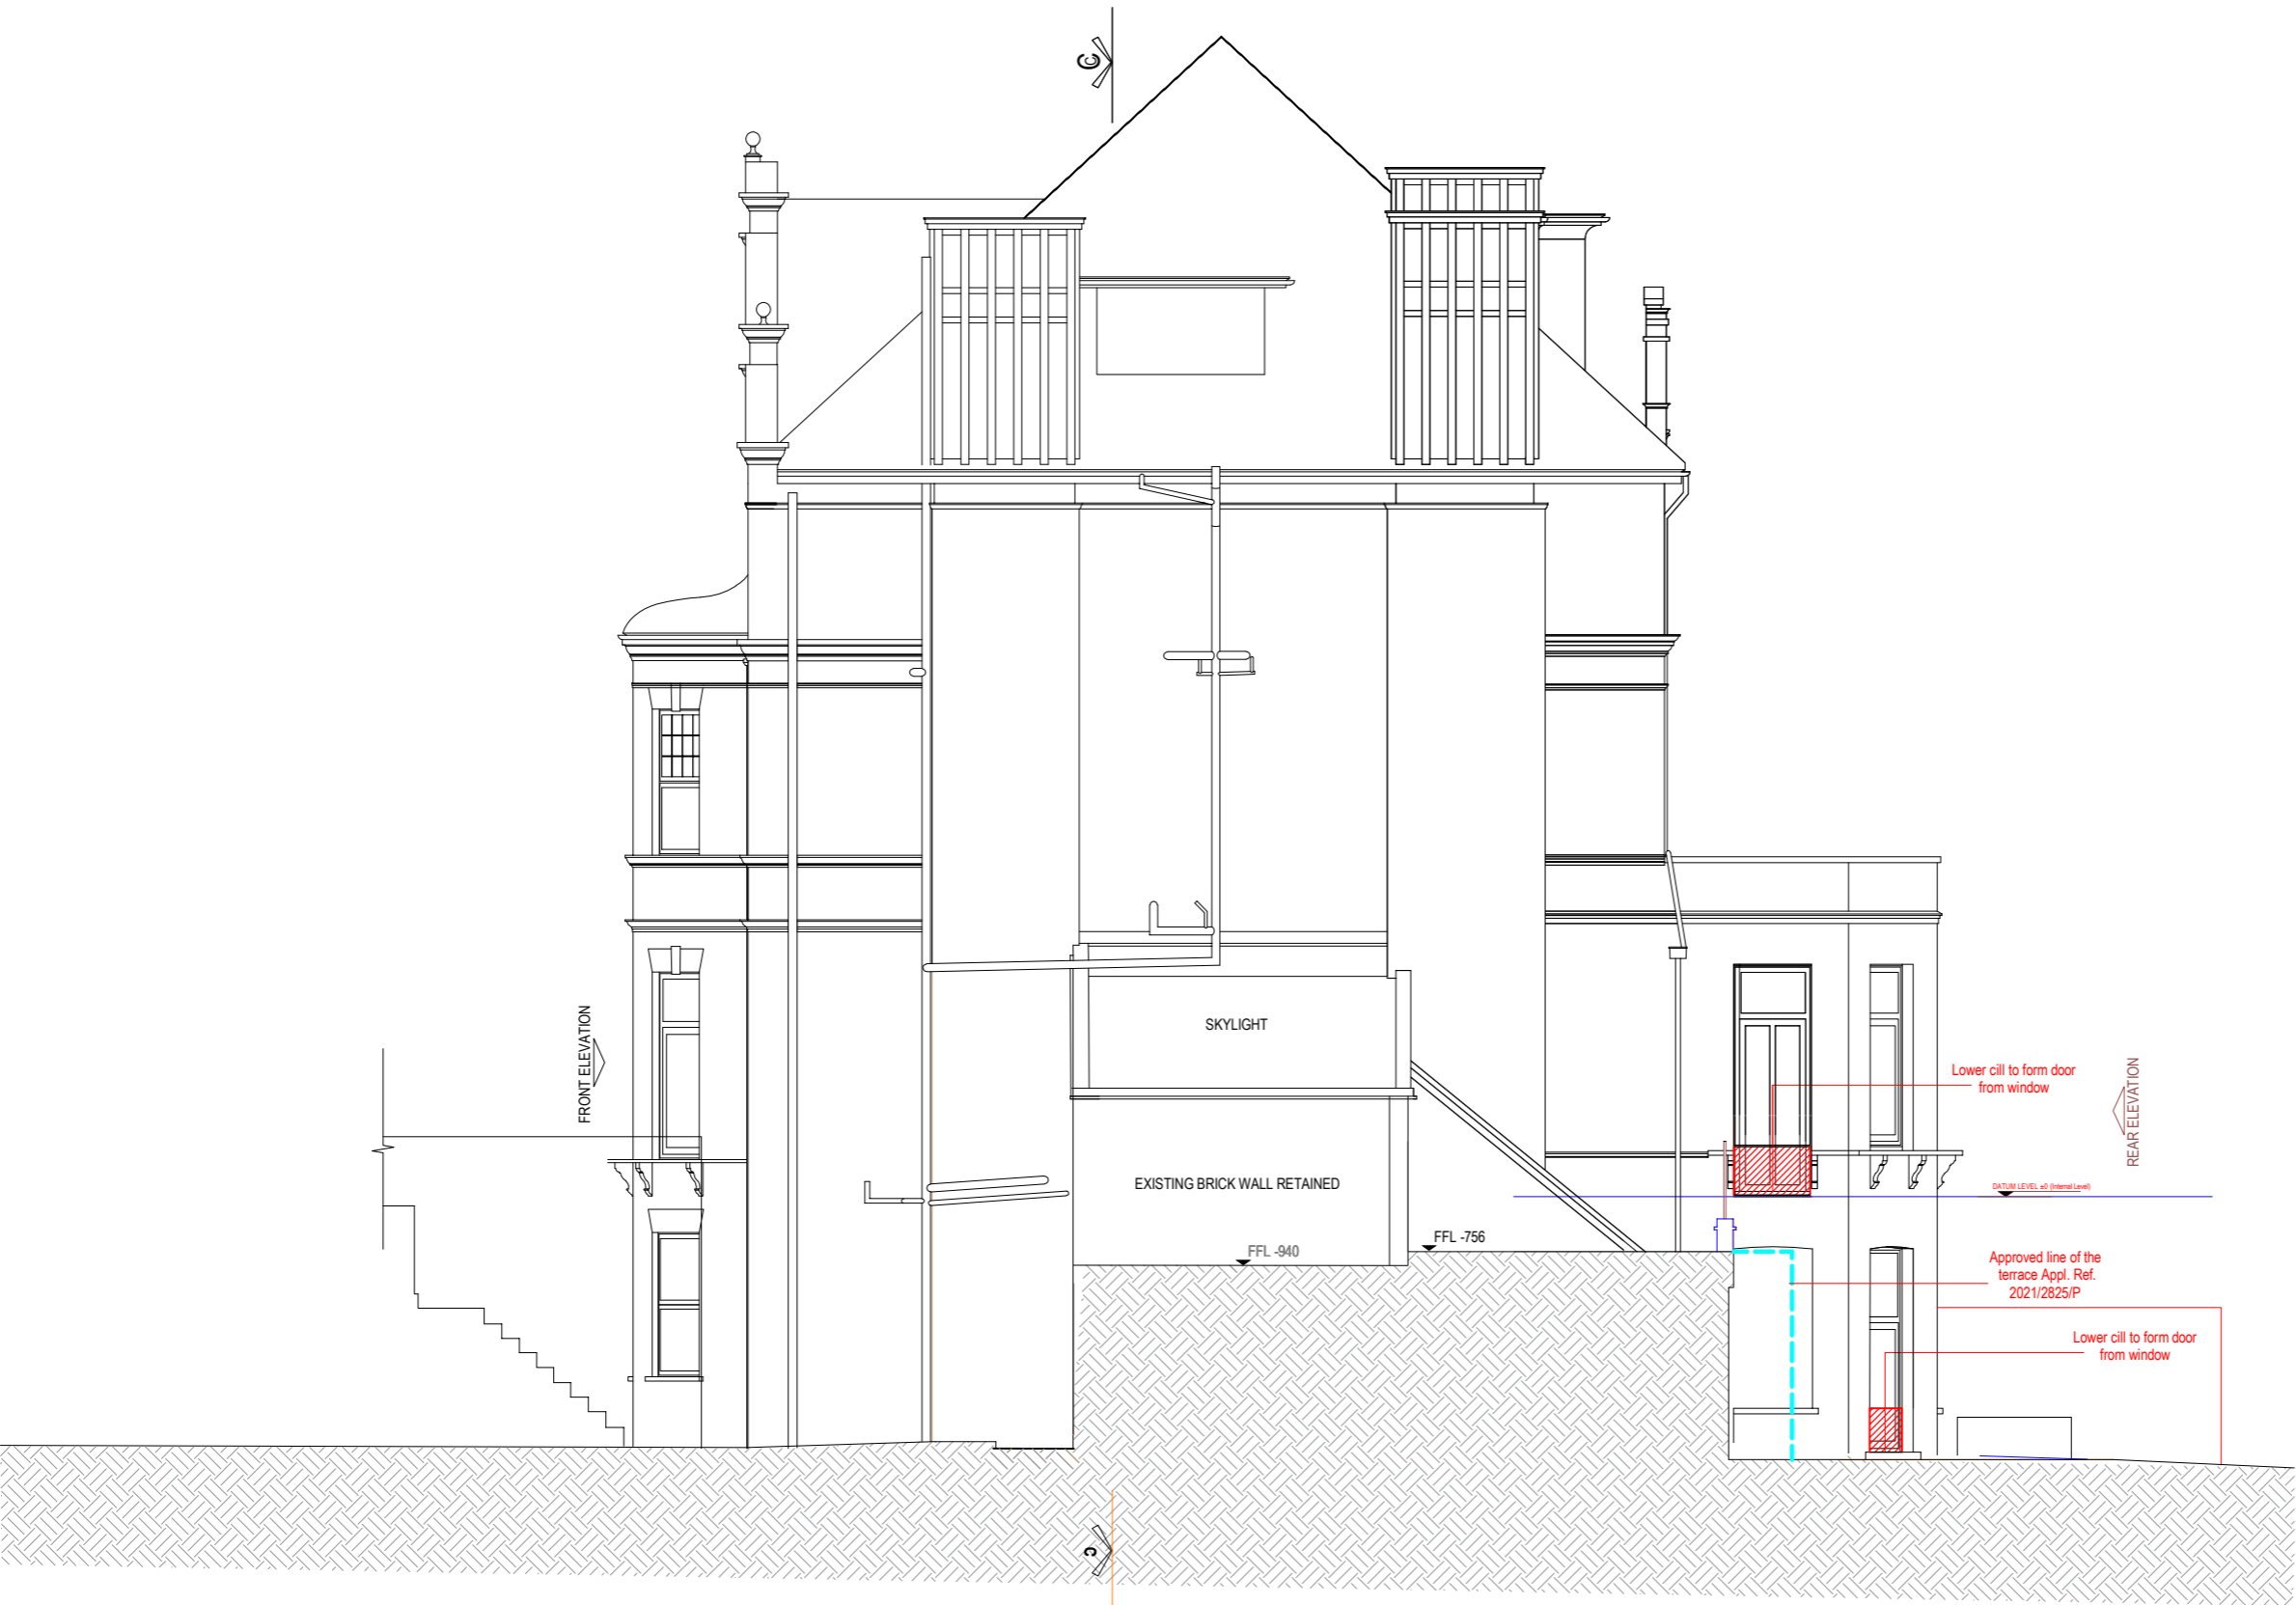 C
FRONT ELEVATION
SKYLIGHT
EXISTING BRICK WALL RETAINED
FFL -940
FFL -756
Lower cill to form door
from window
REAR ELEVATION
DATUM LEVEL ±0 (Internal Level)
Approved line of the
terrace Appl. Ref.
2021/2825/P
Lower cill to form door
from window
c